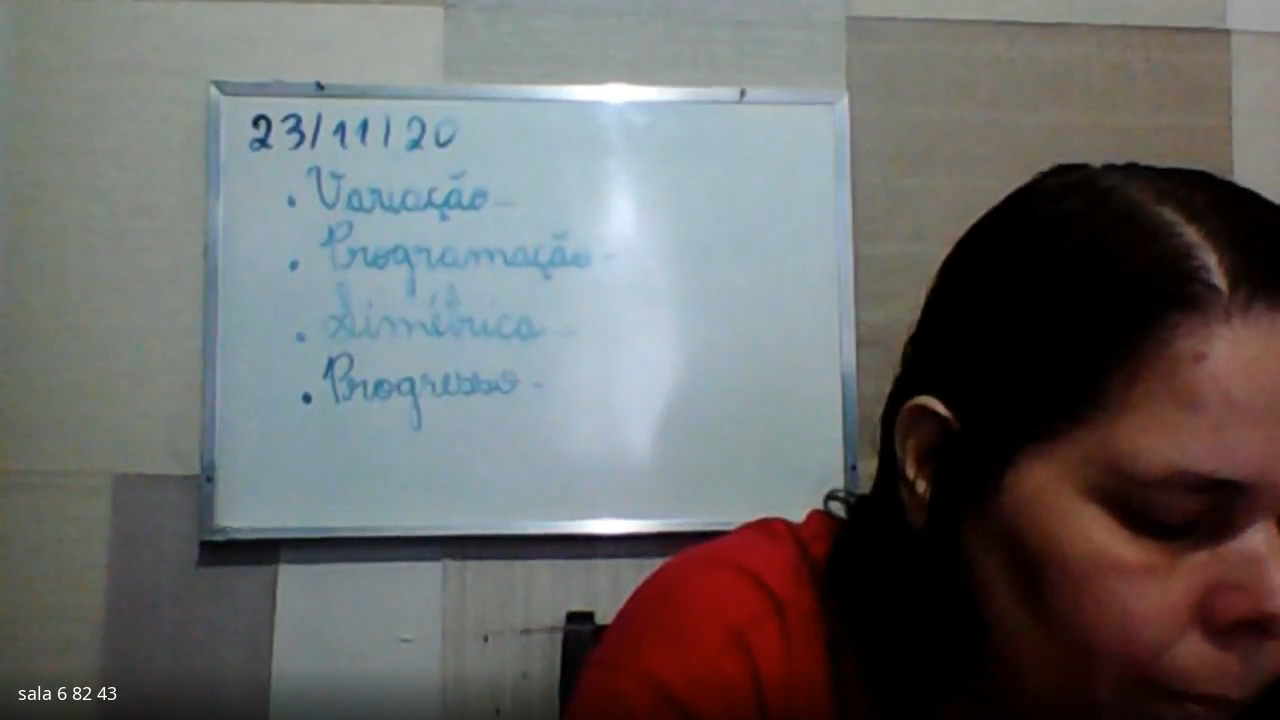 23/11/20
. Variação -
. Programação -
. Simétrica -
. Progresso -
sala 6 82 43